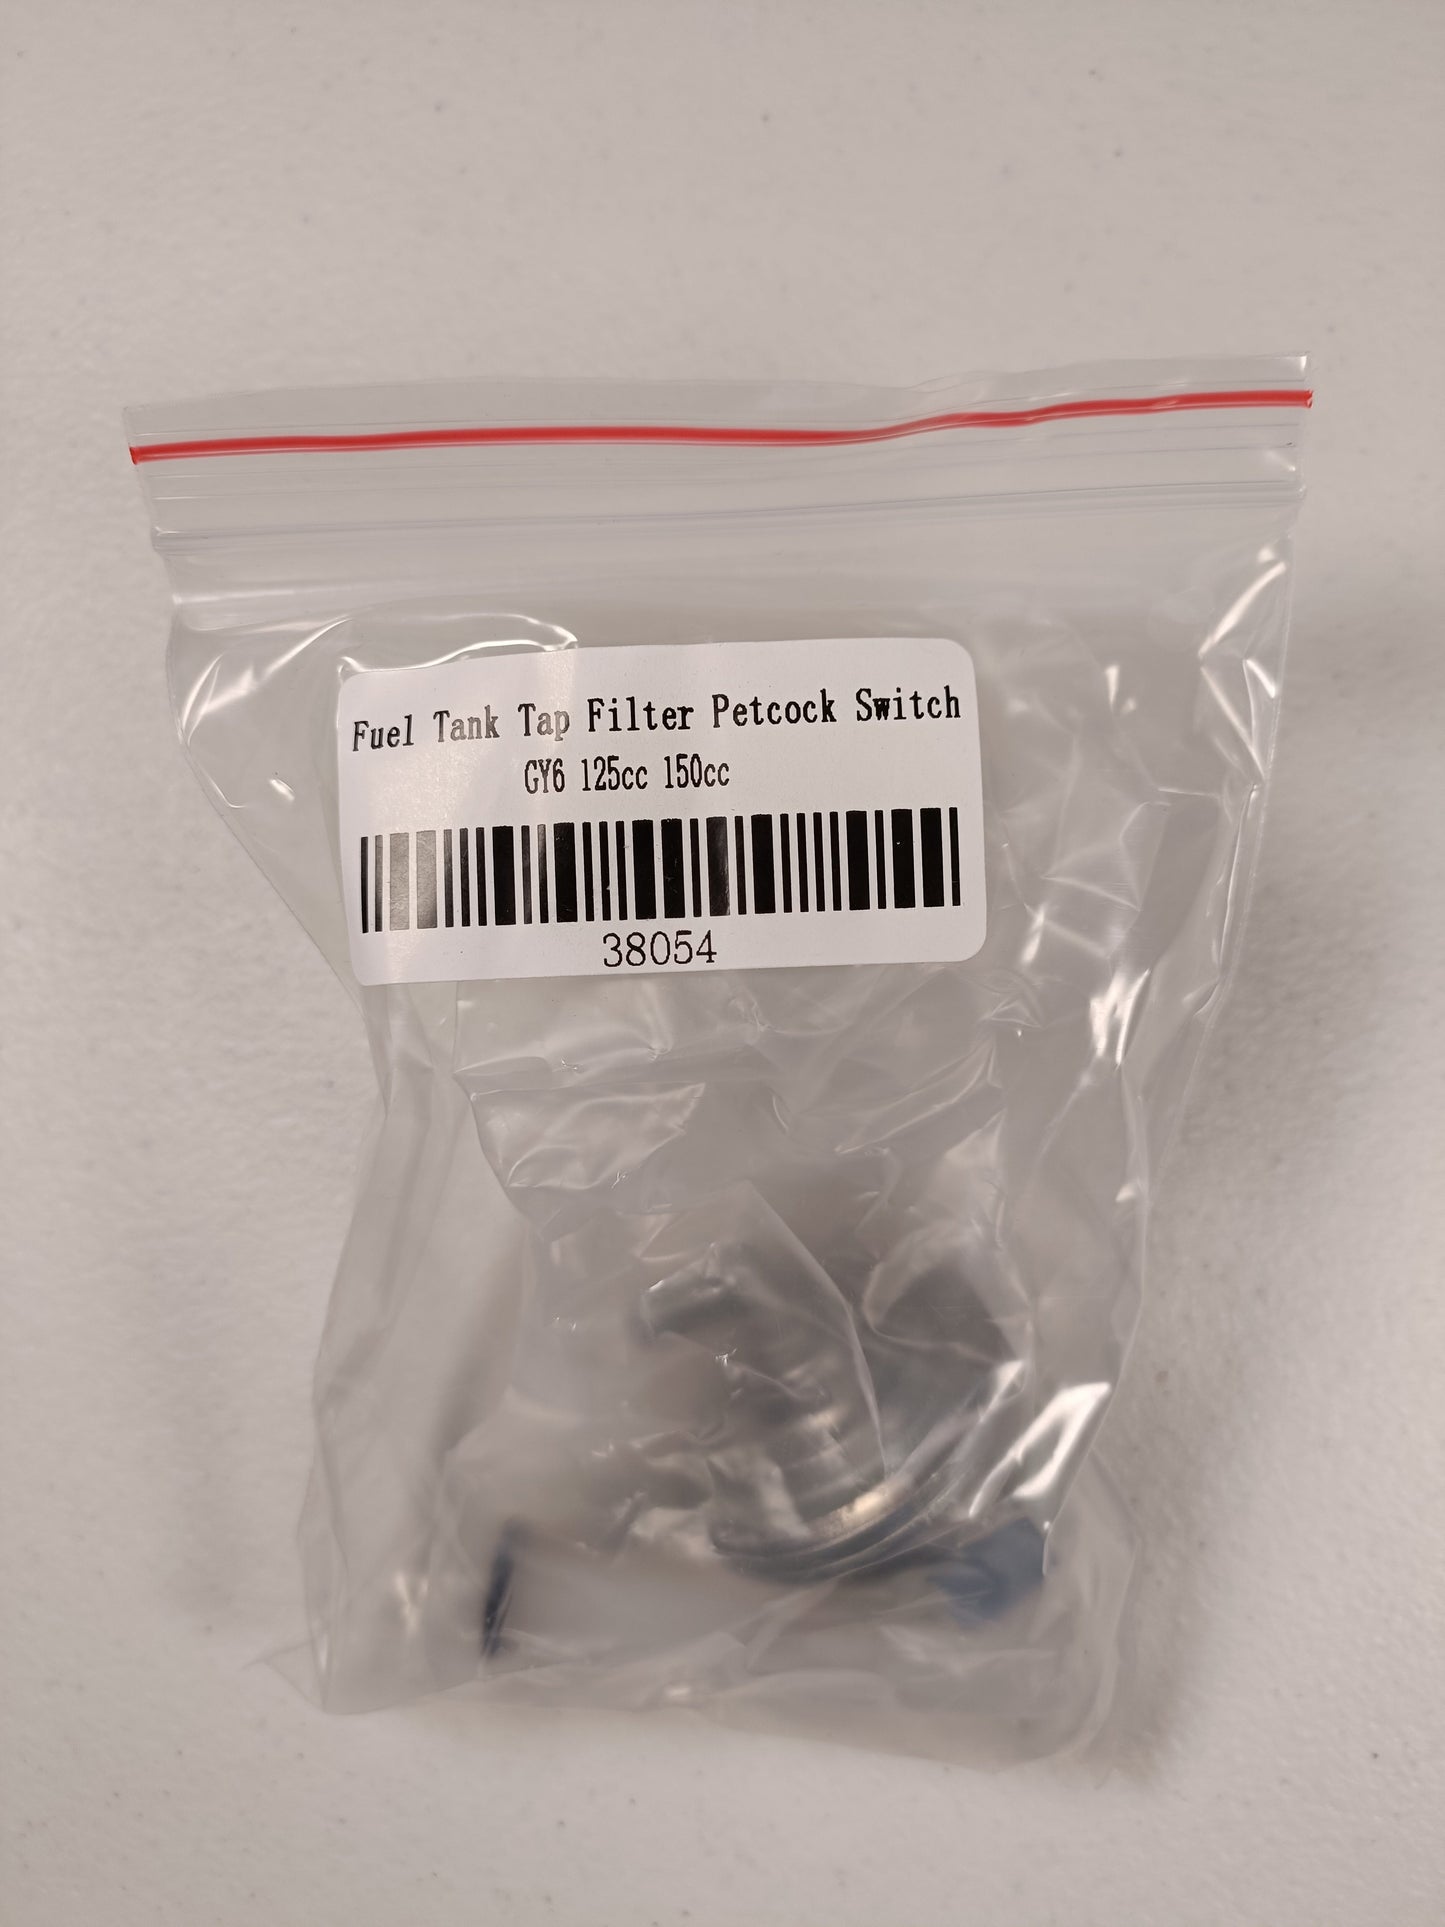 Fuel Tank Tap Filter Petcock Switch
GY6 125cc 150cc
38054